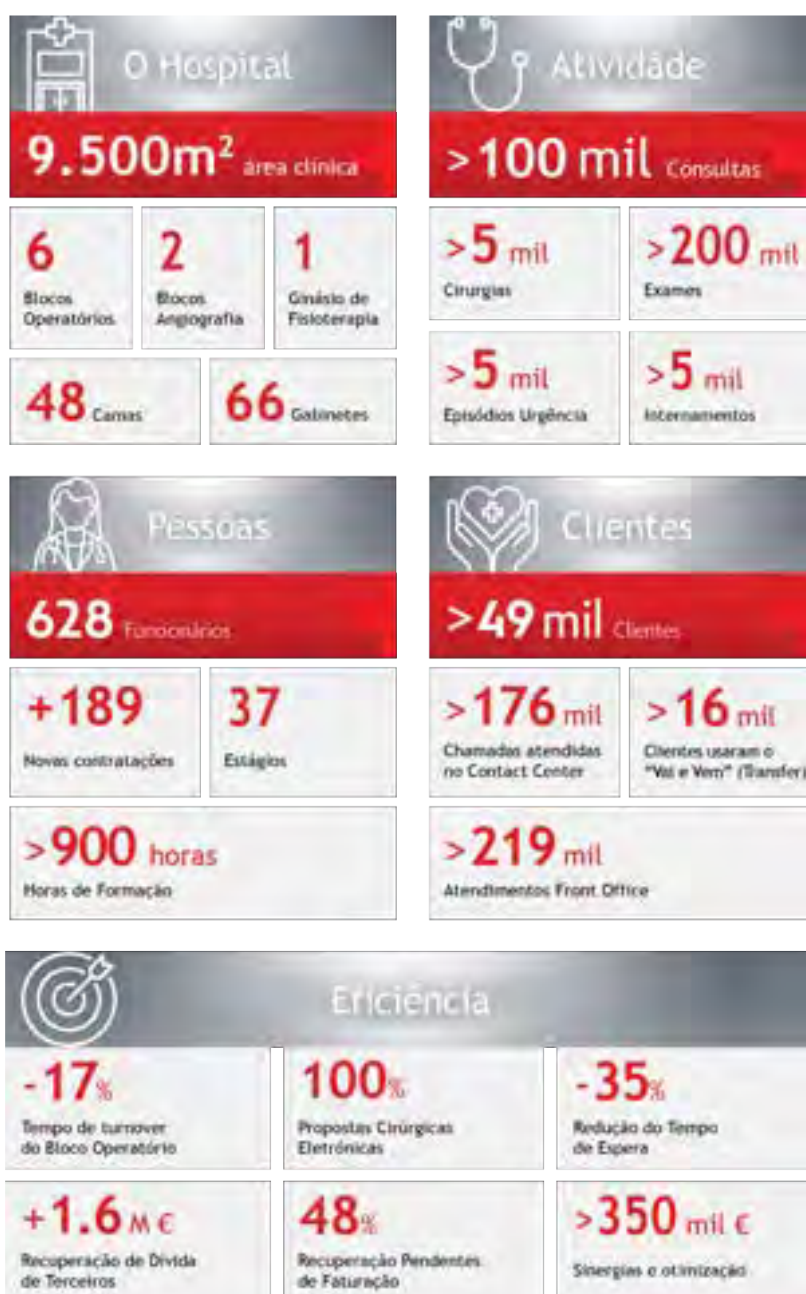 O Hospital
9.500m² área clínica
6
Blocos
Operatórios
2
Blocos
Angiografia
1
Ginásio de
Fisioterapia
48 Camas
66 Gabinetes
Atividade
>100 mil Consultas
>5 mil
Cirurgias
>200 mil
Exames
>5 mil
Episódios Urgência
>5 mil
Internamentos
Pessoas
628 Funcionários
+189
Novas contratações
37
Estágios
>900 horas
Horas de Formação
Clientes
>49 mil Clientes
>176 mil
Chamadas atendidas
no Contact Center
>16 mil
Clientes usaram o
"Vai e Vem" (Transfer)
>219 mil
Atendimentos Front Office
Eficiência
-17%
Tempo de turnover
do Bloco Operatório
100%
Propostas Cirúrgicas
Eletrónicas
-35%
Redução do Tempo
de Espera
+1.6 M €
Recuperação de Dívida
de Terceiros
48%
Recuperação Pendentes
de Faturação
>350 mil €
Sinergias e otimização